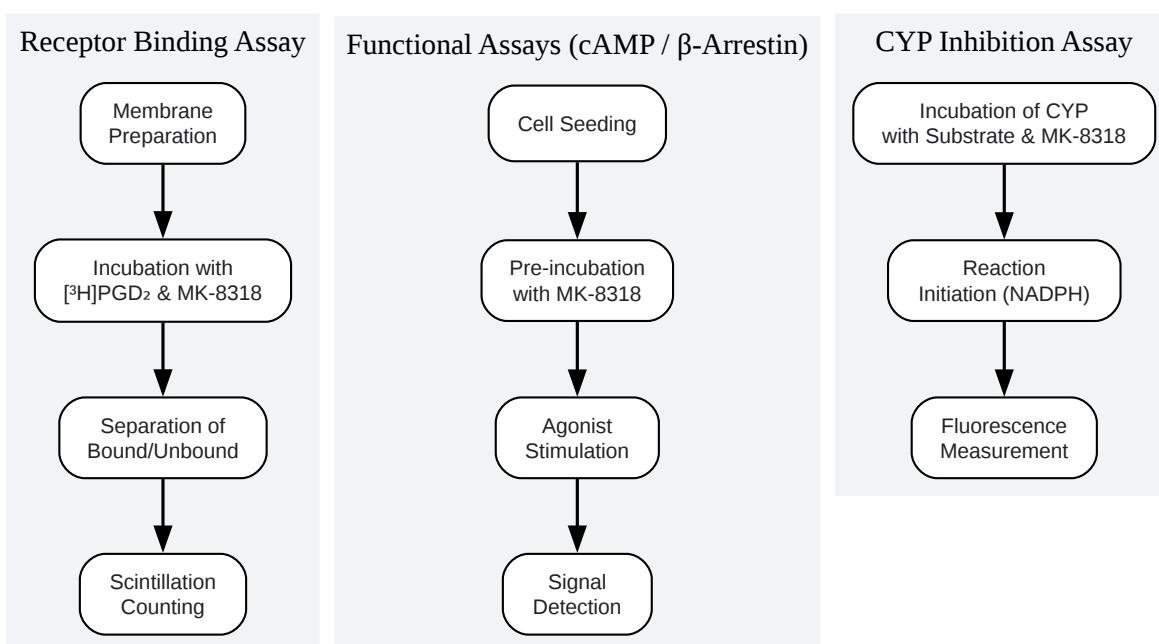 Receptor Binding Assay
Membrane
Preparation
Incubation with
[³H]PGD₂ & MK-8318
Separation of
Bound/Unbound
Scintillation
Counting
Functional Assays (cAMP / β-Arrestin)
Cell Seeding
Pre-incubation
with MK-8318
Agonist
Stimulation
Signal
Detection
CYP Inhibition Assay
Incubation of CYP
with Substrate & MK-8318
Reaction
Initiation (NADPH)
Fluorescence
Measurement